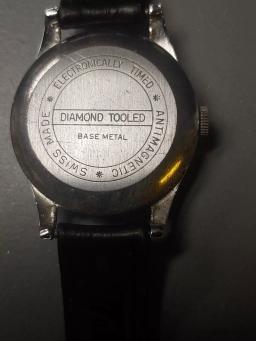 * ELECTRONICALLY TIMED * ANTIMAGNETIC * SWISS MADE
DIAMOND TOOLED
BASE METAL